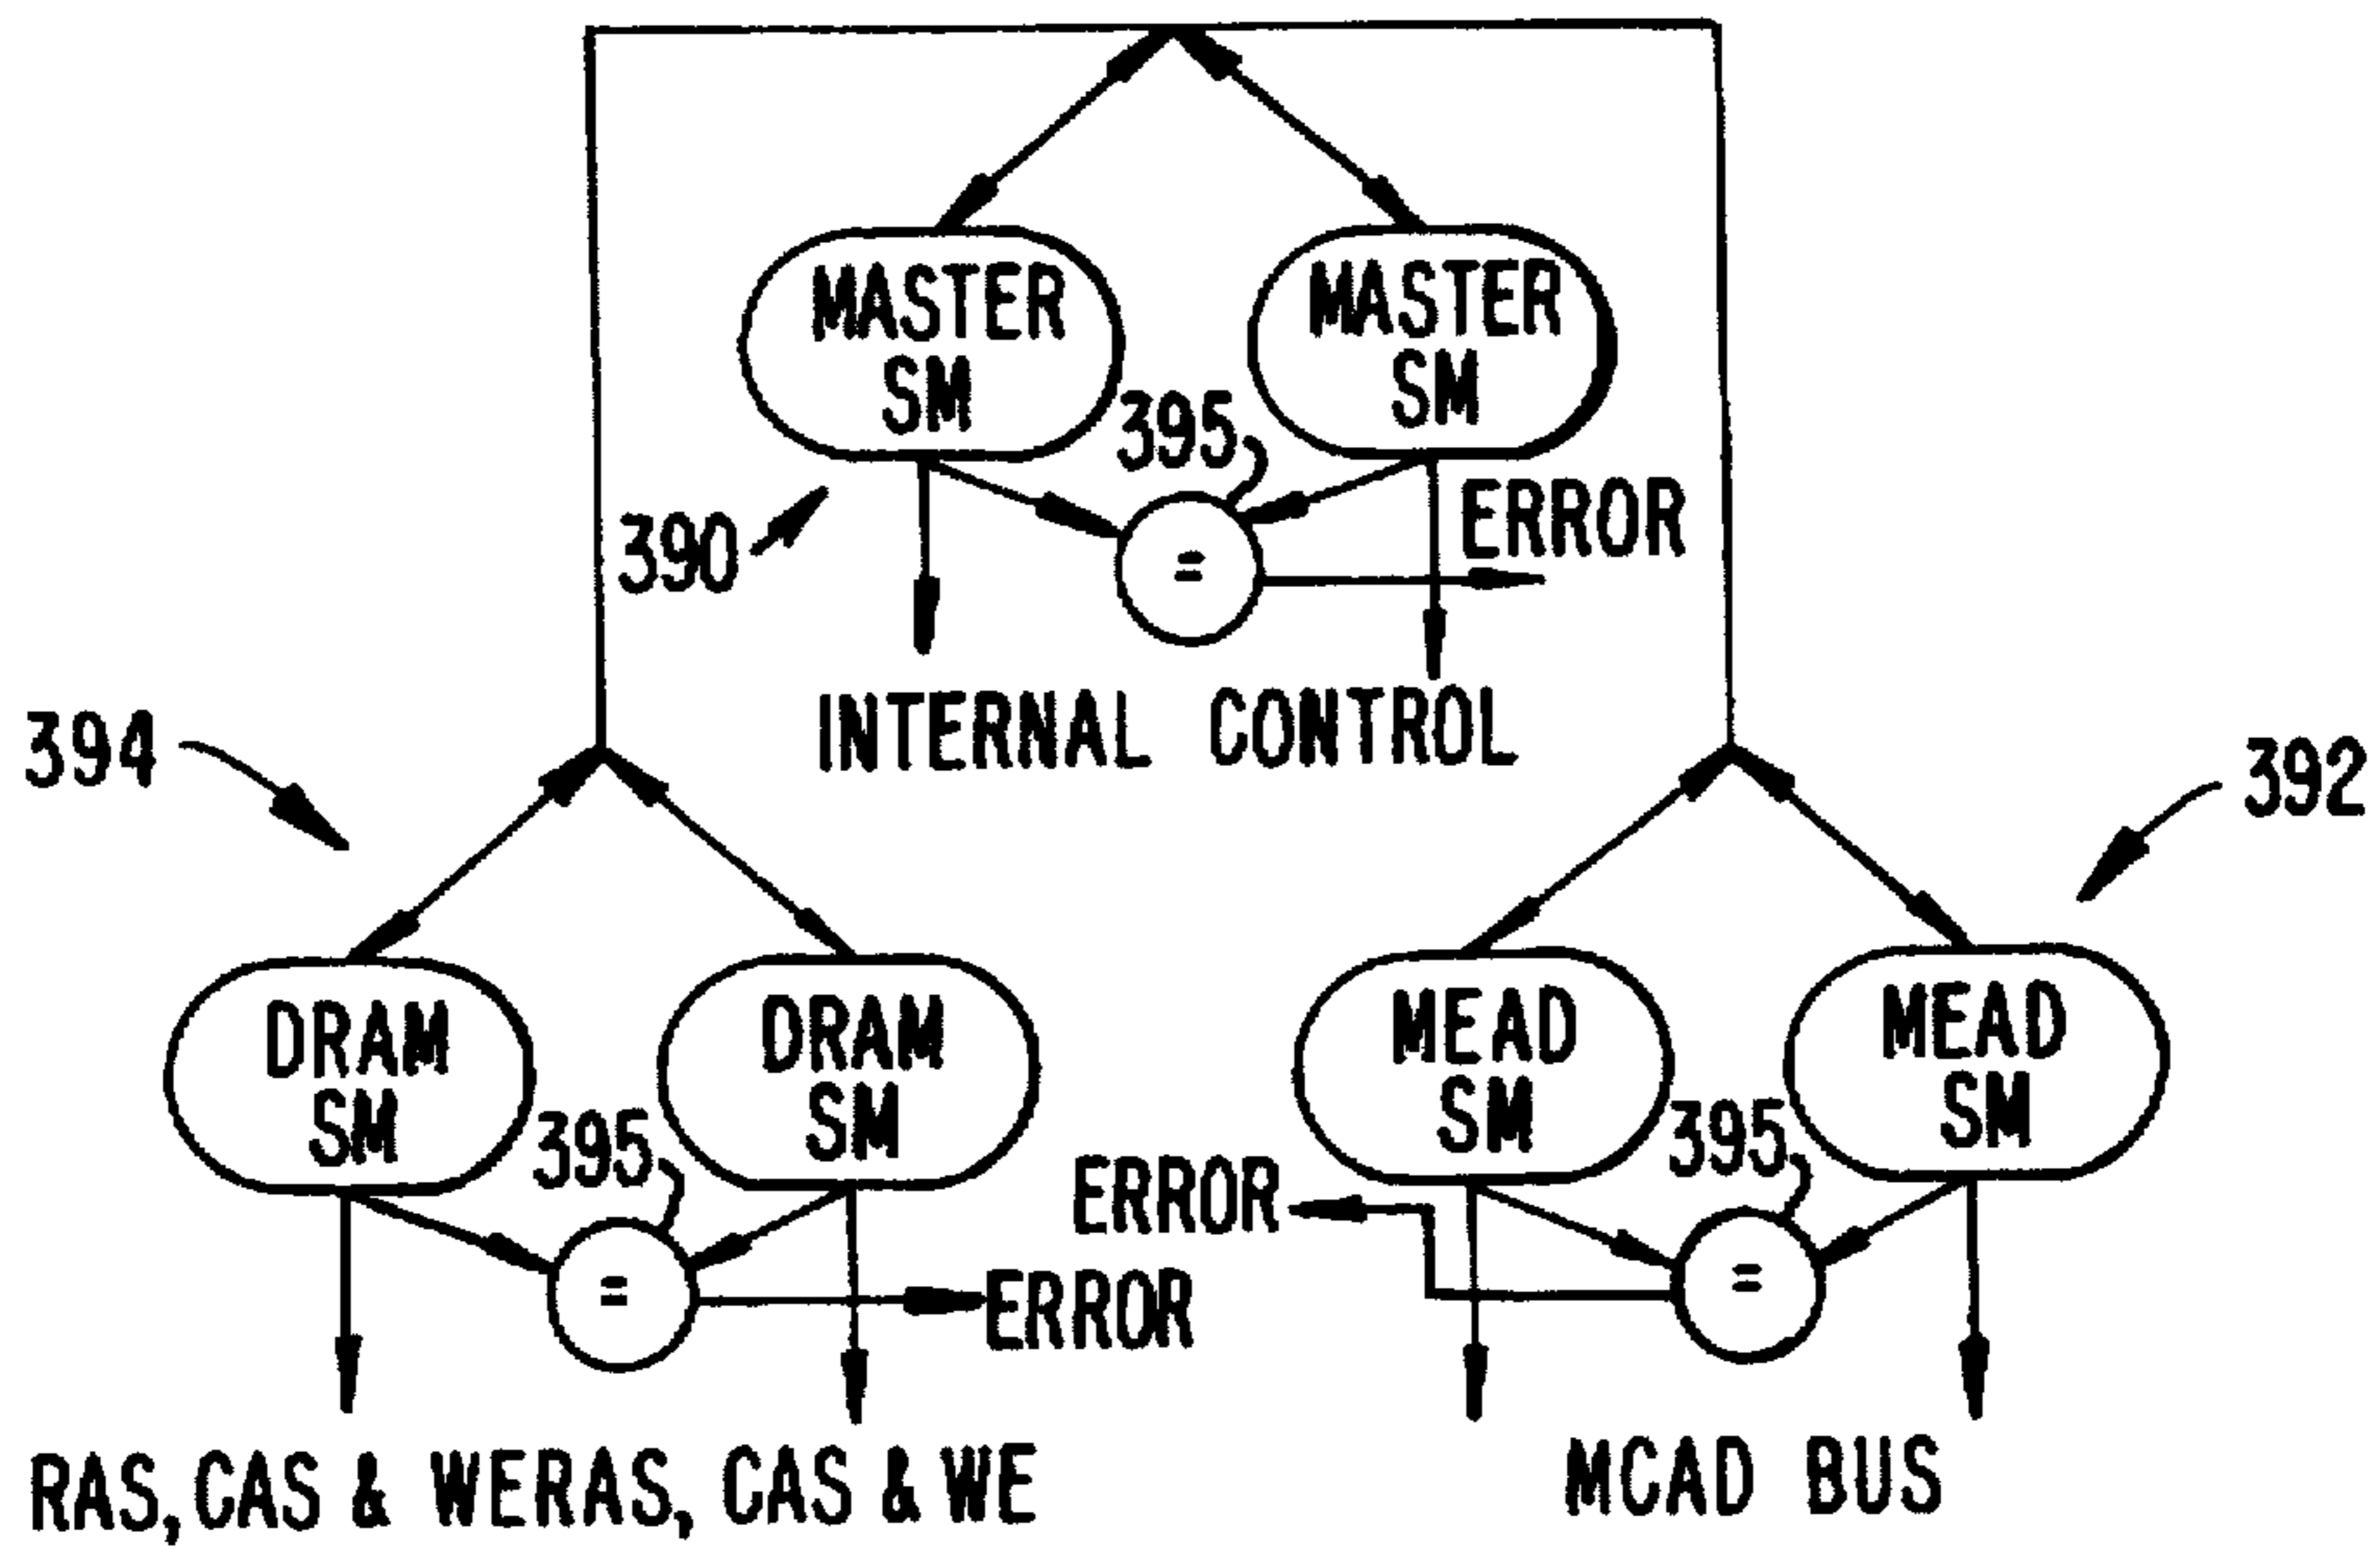 MASTER
SM
MASTER
SM
395
390
=
ERROR
INTERNAL CONTROL
394
392
DRAM
SM
DRAM
SM
395
=
ERROR
MEAD
SM
MEAD
SM
395
ERROR
=
RAS, CAS & WERAS, CAS & WE
MCAD BUS